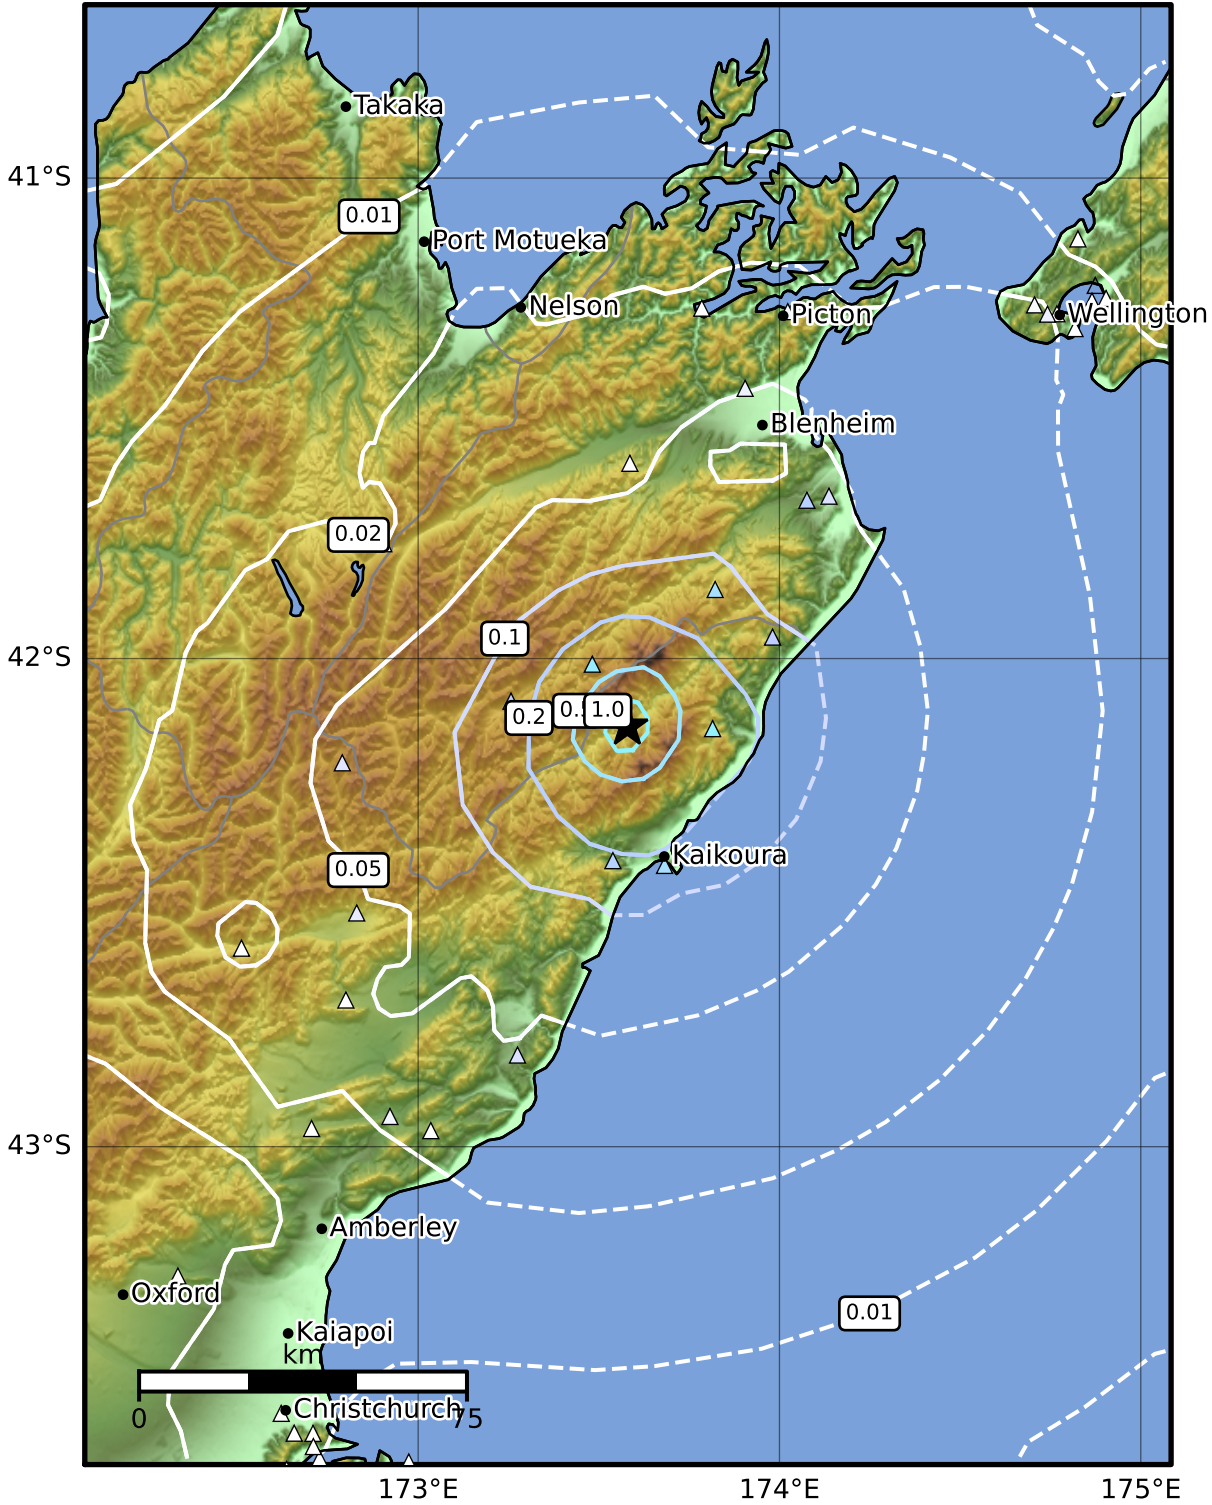 Takaka
41°S
0.01
Port Motueka
Nelson
Picton
Wellington
Blenheim
0.02
0.1
42°S
0.2
0.
1.0
Kaikoura
0.05
43°S
Amberley
Oxford
0.01
Kaiapoi
km
Christchurch
0
75
173°E
174°E
175°E